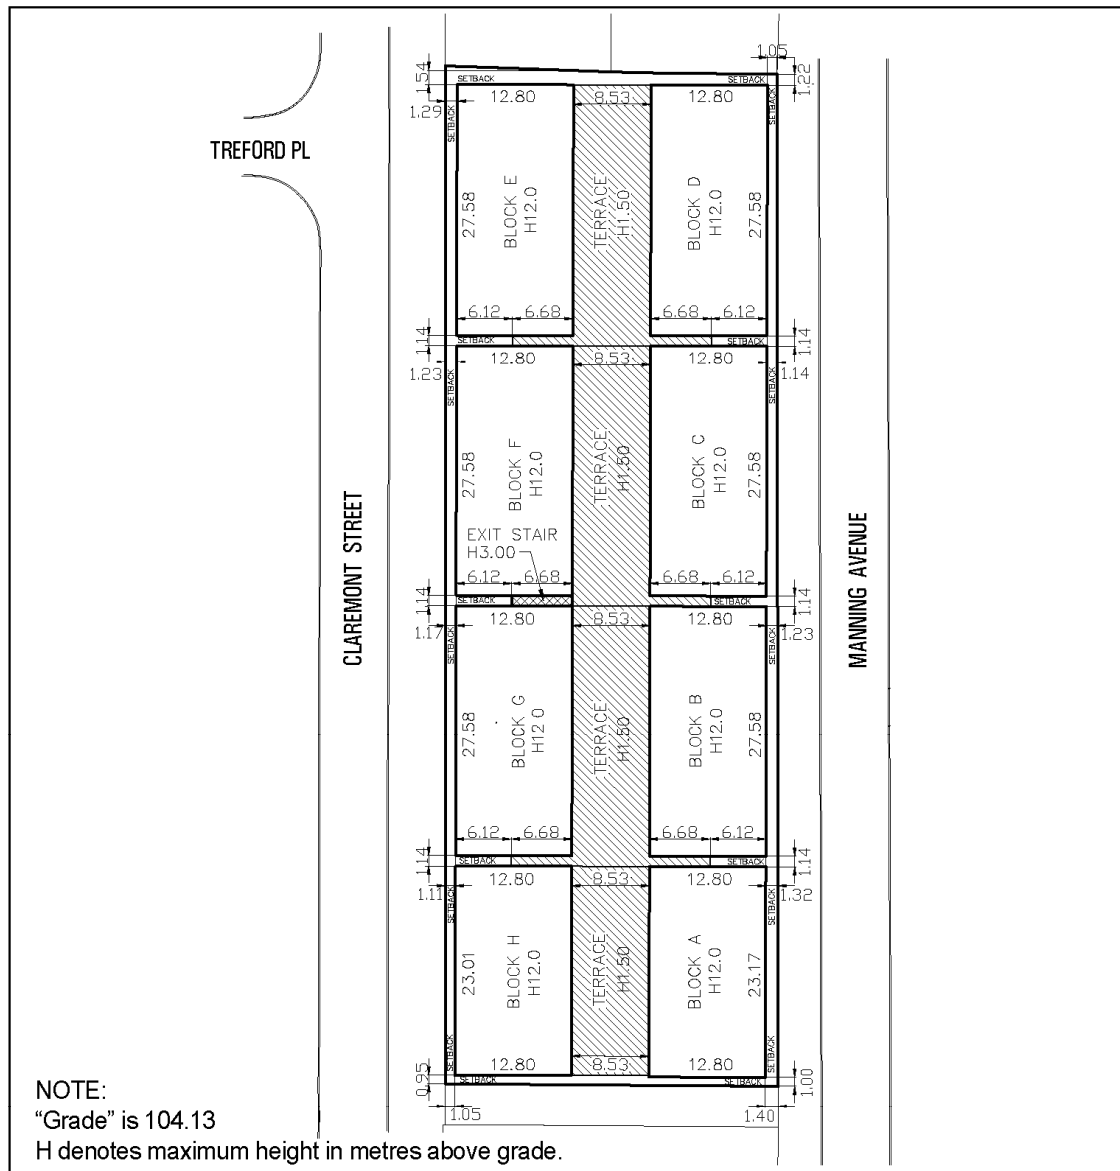 1.05
1.54
SETBACK
SETBACK
1.22
12.80
8.53
12.80
1.29
SETBACK
SETBACK
TREFORD PL
27.58
BLOCK E
H12.0
TERRACE
H1.50
BLOCK D
H12.0
27.58
6.12
6.68
6.68
6.12
1.14
SETBACK
SETBACK
1.14
12.80
8.53
12.80
1.23
1.14
SETBACK
SETBACK
27.58
BLOCK F
H12.0
TERRACE
H1.50
BLOCK C
H12.0
27.58
CLAREMONT STREET
MANNING AVENUE
EXIT STAIR
H3.00
6.12
6.68
6.68
6.12
1.14
SETBACK
SETBACK
1.14
12.80
8.53
12.80
1.17
1.23
SETBACK
SETBACK
27.58
BLOCK G
H12 0
TERRACE
H1.50
BLOCK B
H12.0
27.58
6.12
6.68
6.68
6.12
1.14
SETBACK
SETBACK
1.14
12.80
8.53
12.80
1.11
1.32
SETBACK
SETBACK
23.01
BLOCK H
H12.0
TERRACE
H1.50
BLOCK A
H12.0
23.17
SETBACK
SETBACK
12.80
8.53
12.80
0.95
SETBACK
SETBACK
1.00
1.05
1.40
NOTE:
“Grade” is 104.13
H denotes maximum height in metres above grade.